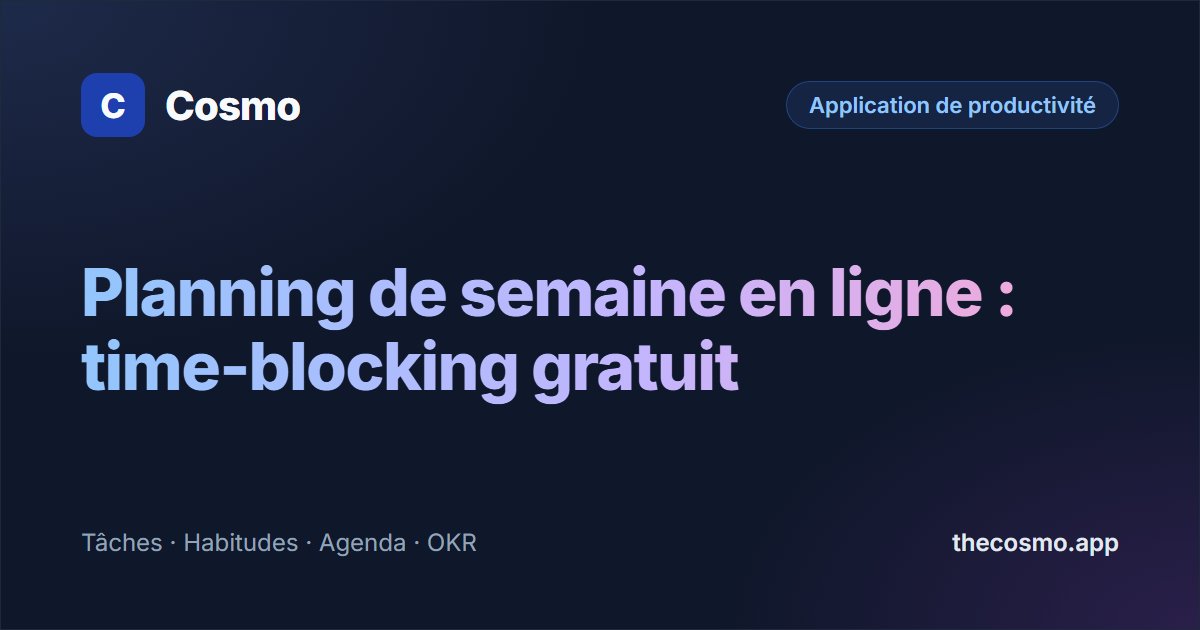 C
Cosmo
Application de productivité
Planning de semaine en ligne :
time-blocking gratuit
Tâches · Habitudes · Agenda · OKR
thecosmo.app